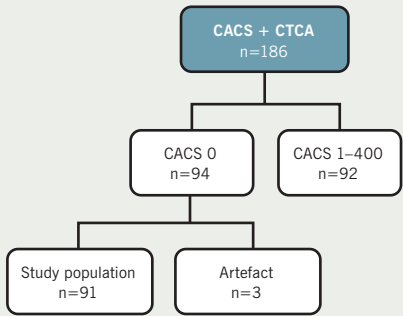 CACS + CTCA
n=186
CACS 0
n=94
CACS 1–400
n=92
Study population
n=91
Artefact
n=3